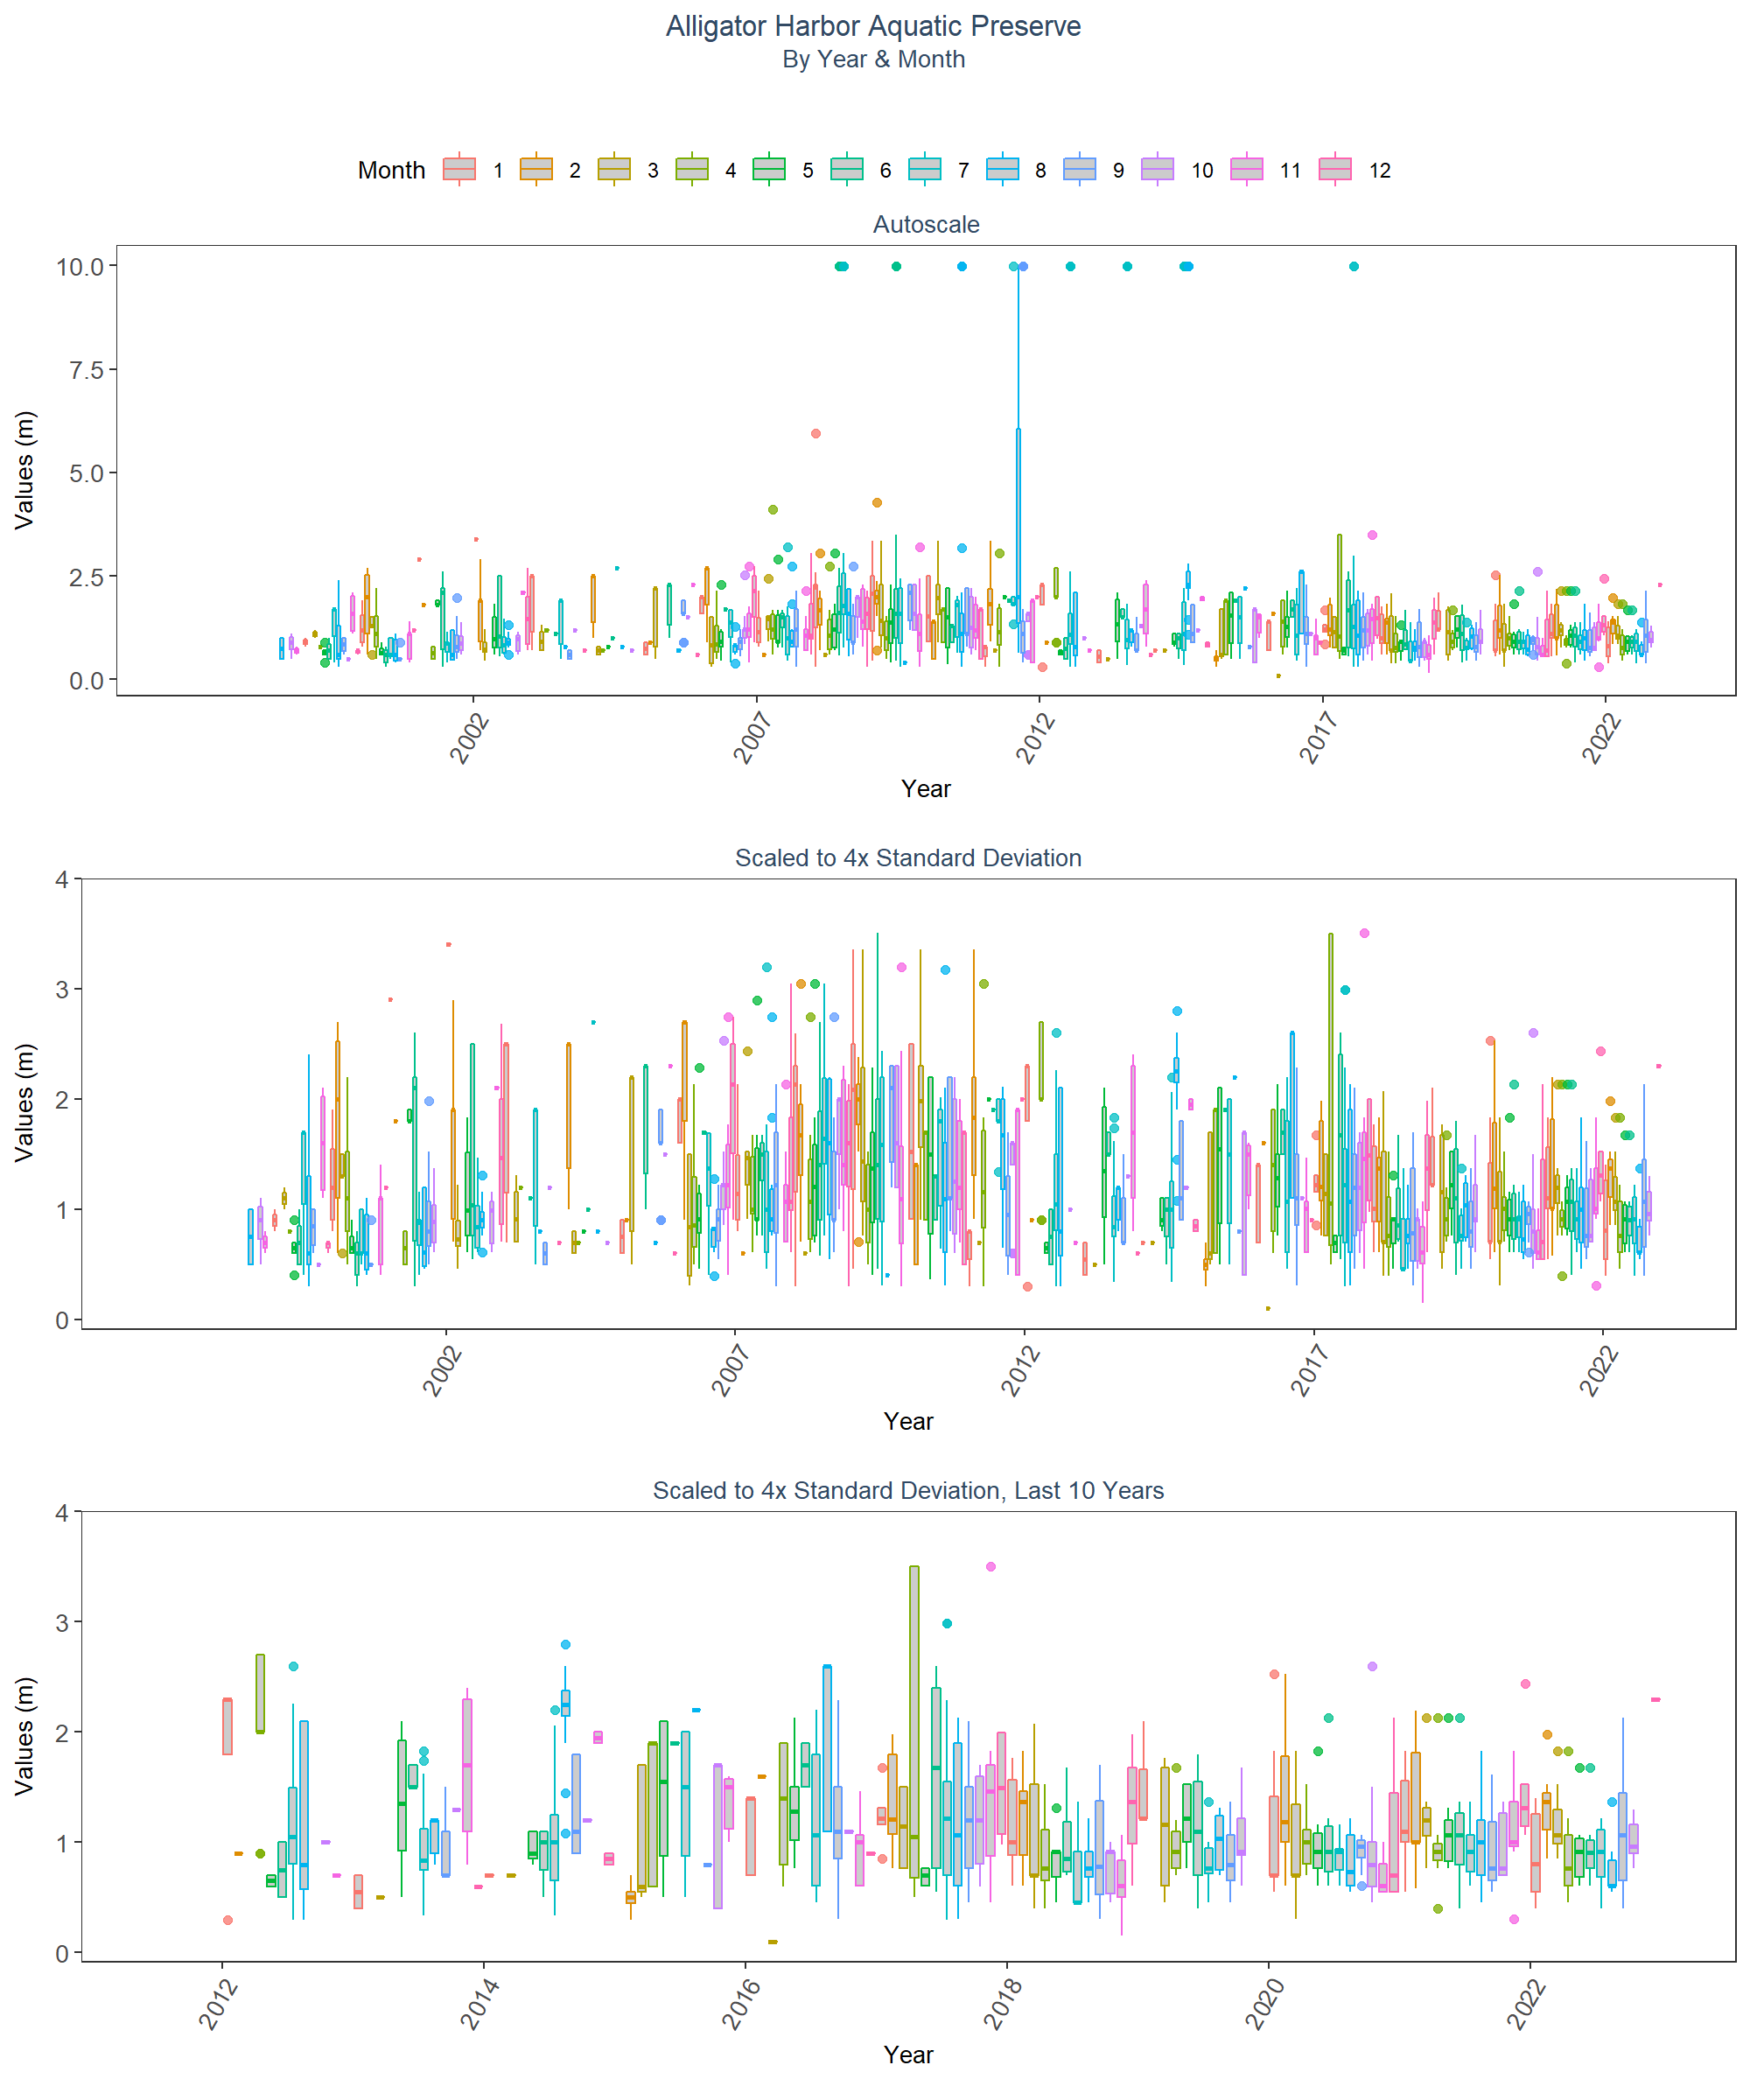 Alligator Harbor Aquatic Preserve
By Year & Month
Month 1 2 3 4 5 6 7 8 9 10 11 12
Autoscale
10.0
7.5
5.0
2.5
0.0
Values (m)
2002 2007 2012 2017 2022
Year
Scaled to 4x Standard Deviation
4
3
2
1
0
Values (m)
2002 2007 2012 2017 2022
Year
Scaled to 4x Standard Deviation, Last 10 Years
4
3
2
1
0
Values (m)
2012 2014 2016 2018 2020 2022
Year